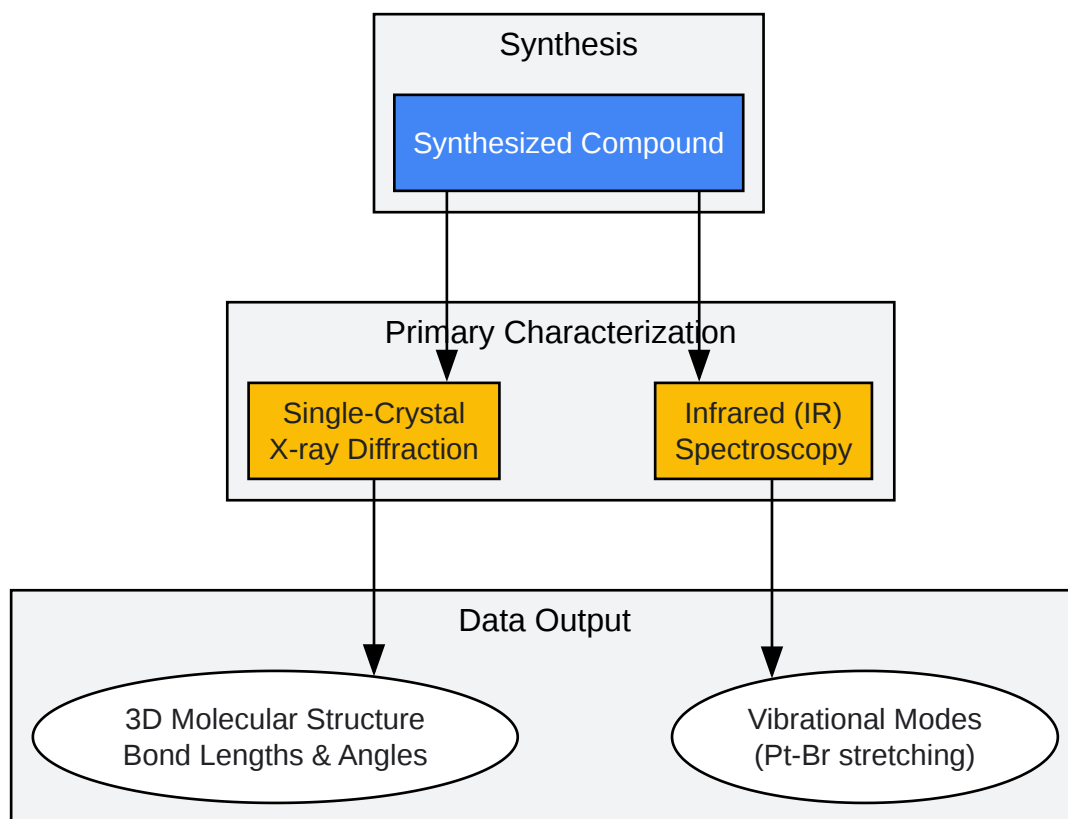 Synthesis
Synthesized Compound
Primary Characterization
Single-Crystal
X-ray Diffraction
Infrared (IR)
Spectroscopy
Data Output
3D Molecular Structure
Bond Lengths & Angles
Vibrational Modes
(Pt-Br stretching)